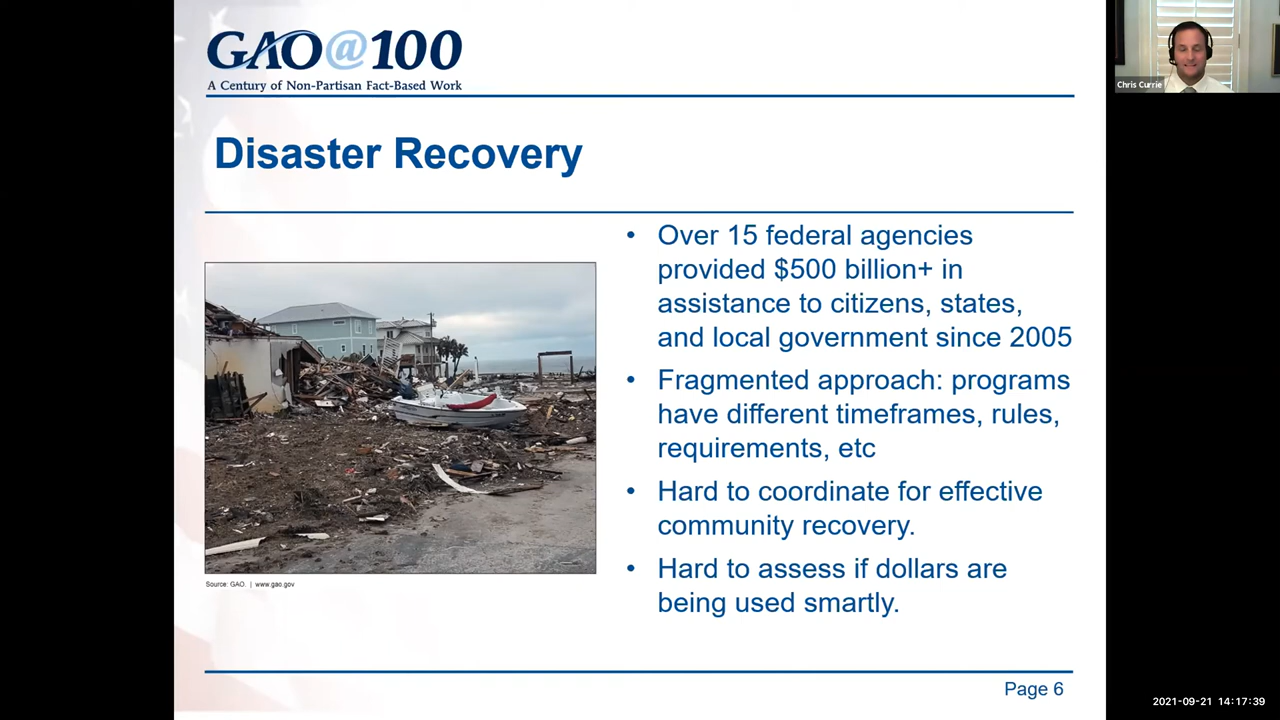 GAO@100
A Century of Non-Partisan Fact-Based Work
Chris Currie
Disaster Recovery
• Over 15 federal agencies
provided $500 billion+ in
assistance to citizens, states,
and local government since 2005
• Fragmented approach: programs
have different timeframes, rules,
requirements, etc
• Hard to coordinate for effective
community recovery.
• Hard to assess if dollars are
being used smartly.
Source: GAO. | www.gao.gov
Page 6
2021-09-21 14:17:39